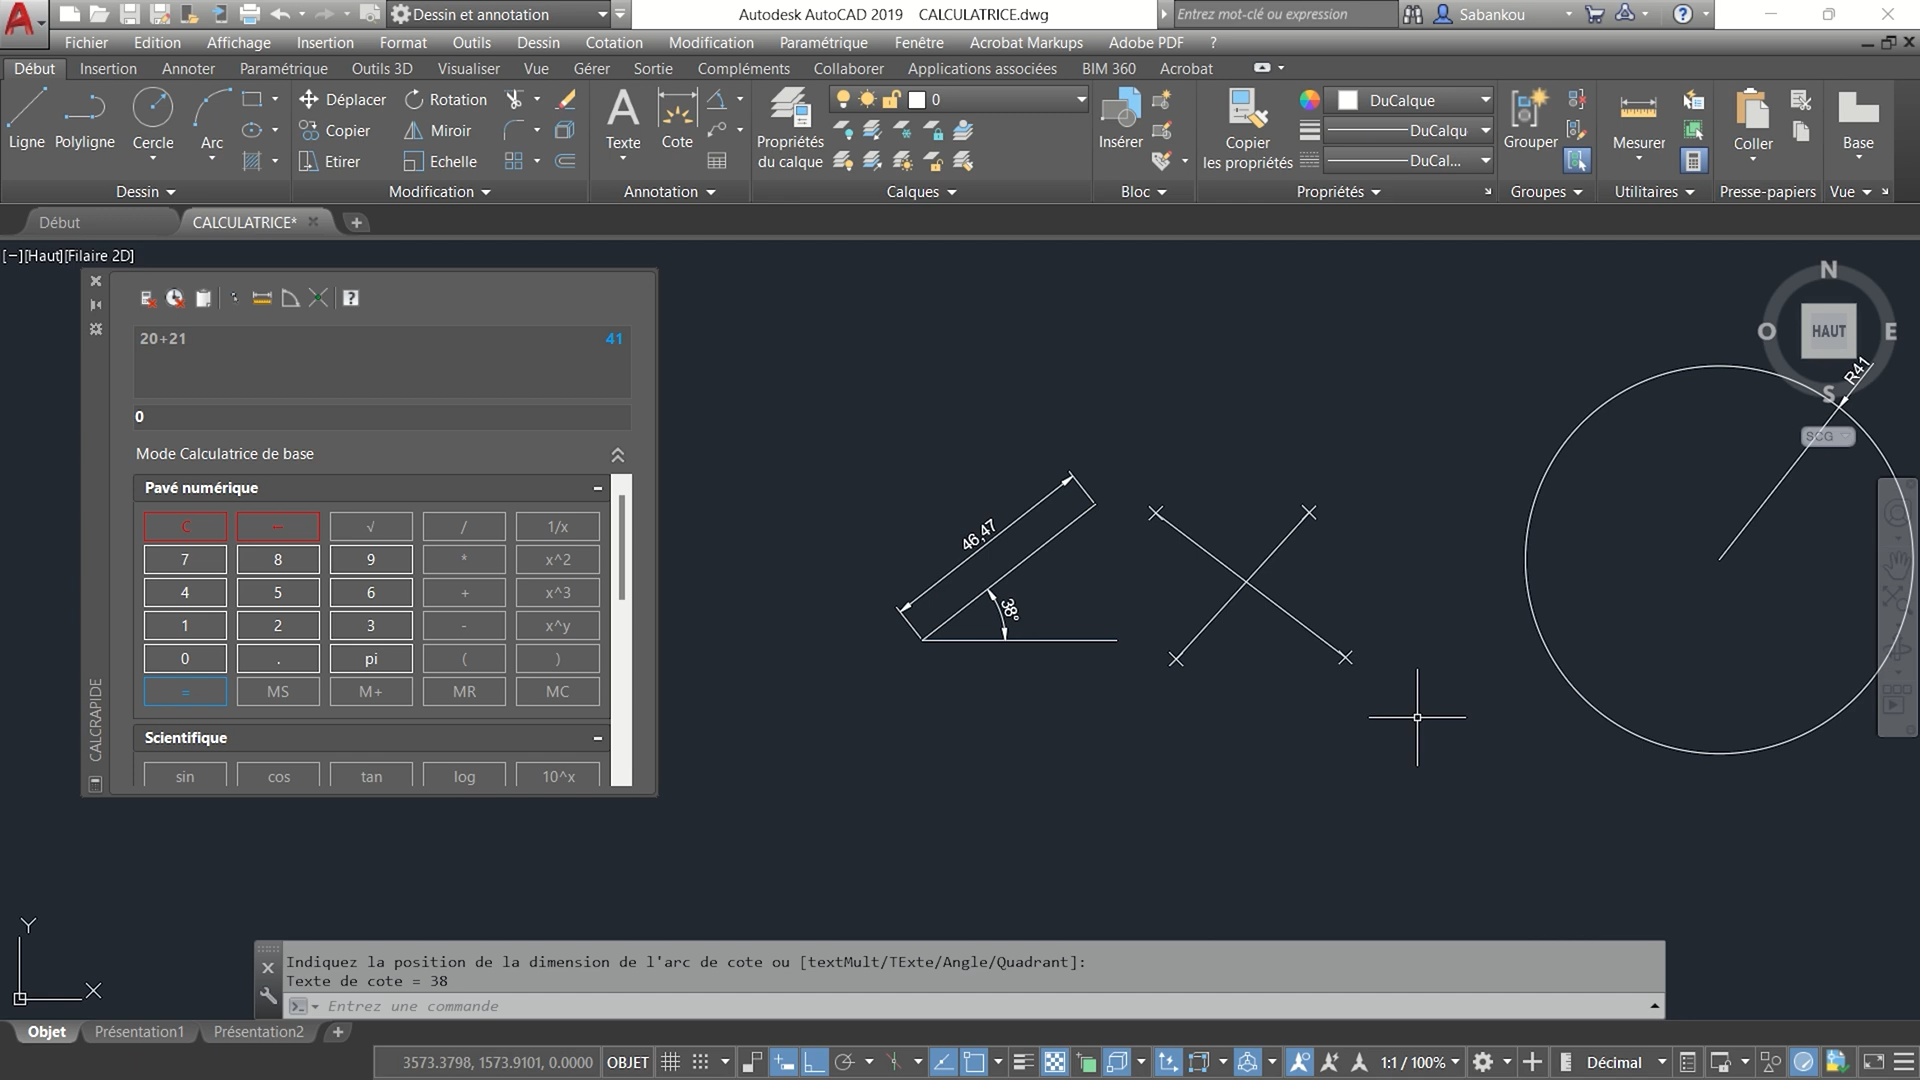 Dessin et annotation
Autodesk AutoCAD 2019 CALCULATRICE.dwg
Entrez mot-clé ou expression
Sabankou
Fichier Edition Affichage Insertion Format Outils Dessin Cotation Modification Paramétrique Fenêtre Acrobat Markups Adobe PDF ?
Début Insertion Annoter Paramétrique Outils 3D Visualiser Vue Gérer Sortie Compléments Collaborer Applications associées BIM 360 Acrobat
Ligne Polyligne Cercle Arc
Déplacer Rotation
Copier Miroir
Etirer Echelle
Texte Cote
Propriétés
du calque
0
Insérer
Copier
les propriétés
DuCalque
DuCalqu
DuCal...
Grouper
Mesurer
Coller
Base
Dessin Modification Annotation Calques Bloc Propriétés Groupes Utilitaires Presse-papiers Vue
Début CALCULATRICE*
[−][Haut][Filaire 2D]
20+21 41
0
Mode Calculatrice de base
Pavé numérique
C √ / 1/x
7 8 9 * x^2
4 5 6 + x^3
1 2 3 - x^y
0 . pi ( )
= MS M+ MR MC
Scientifique
sin cos tan log 10^x
CALCRAPIDE
46,47
38°
R41
N
O HAUT E
S
SCG
Y
X
Indiquez la position de la dimension de l'arc de cote ou [textMult/TExte/Angle/Quadrant]:
Texte de cote = 38
Entrez une commande
Objet Présentation1 Présentation2
3573.3798, 1573.9101, 0.0000 OBJET 1:1 / 100% Décimal